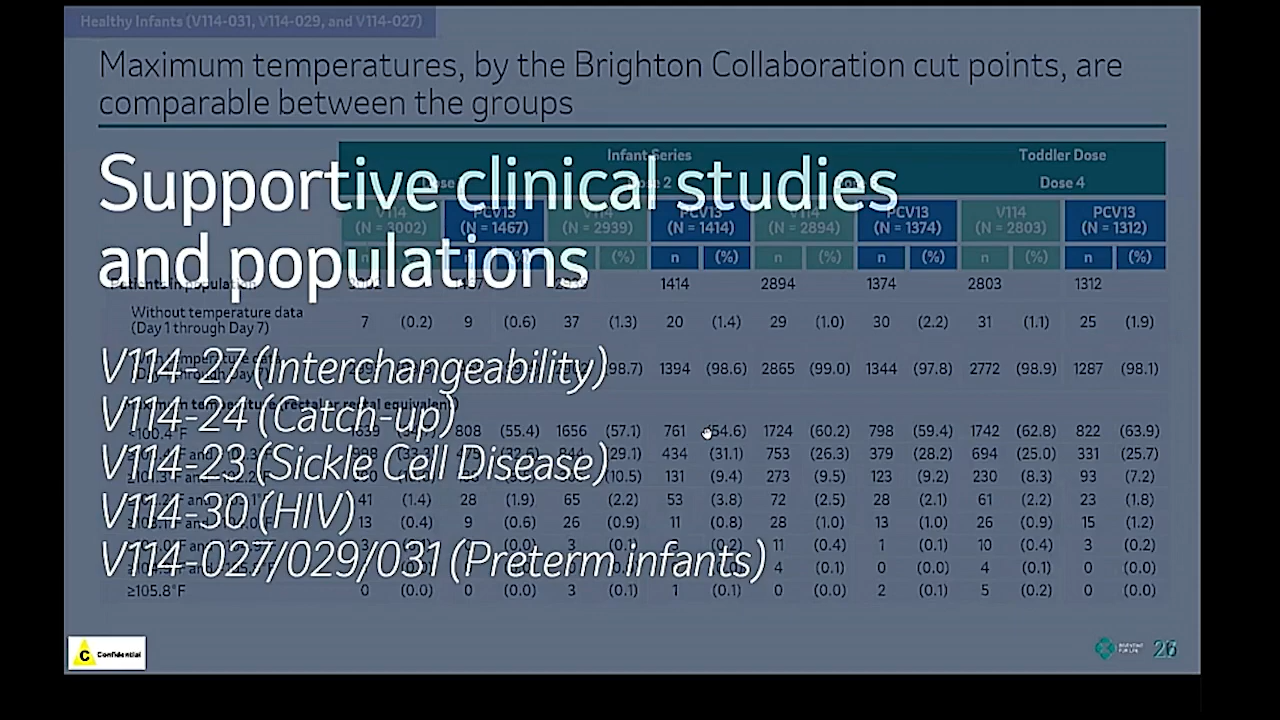 Healthy Infants (V114-031, V114-029, and V114-027)
Maximum temperatures, by the Brighton Collaboration cut points, are
comparable between the groups
Supportive clinical studies
and populations
V114-27 (Interchangeability)
V114-24 (Catch-up)
V114-23 (Sickle Cell Disease)
V114-30 (HIV)
V114-027/029/031 (Preterm infants)
Infant Series Toddler Dose
Dose 4
V114 PCV13 V114 PCV13 V114 PCV13 V114 PCV13
(N = 3002) (N = 1467) (N = 2939) (N = 1414) (N = 2894) (N = 1374) (N = 2803) (N = 1312)
n (%) n (%) n (%) n (%) n (%)
1414 2894 1374 2803 1312
Without temperature data
(Day 1 through Day 7) 7 (0.2) 9 (0.6) 37 (1.3) 20 (1.4) 29 (1.0) 30 (2.2) 31 (1.1) 25 (1.9)
(98.7) 1394 (98.6) 2865 (99.0) 1344 (97.8) 2772 (98.9) 1287 (98.1)
<100.4°F 1639 808 (55.4) 1656 (57.1) 761 (54.6) 1724 (60.2) 798 (59.4) 1742 (62.8) 822 (63.9)
(29.1) 434 (31.1) 753 (26.3) 379 (28.2) 694 (25.0) 331 (25.7)
131 (9.4) 273 (9.5) 123 (9.2) 230 (8.3) 93 (7.2)
41 (1.4) 28 (1.9) 65 (2.2) 53 (3.8) 72 (2.5) 28 (2.1) 61 (2.2) 23 (1.8)
13 (0.4) 9 (0.6) 26 (0.9) 11 (0.8) 28 (1.0) 13 (1.0) 26 (0.9) 15 (1.2)
(0.0) 3 (0.1) (0.2) 11 (0.4) 1 (0.1) 10 (0.4) 3 (0.2)
4 (0.1) 0 (0.0) 4 (0.1) 0 (0.0)
≥105.8°F 0 (0.0) 0 (0.0) 3 (0.1) 1 (0.1) 0 (0.0) 2 (0.1) 5 (0.2) 0 (0.0)
C Confidential
26